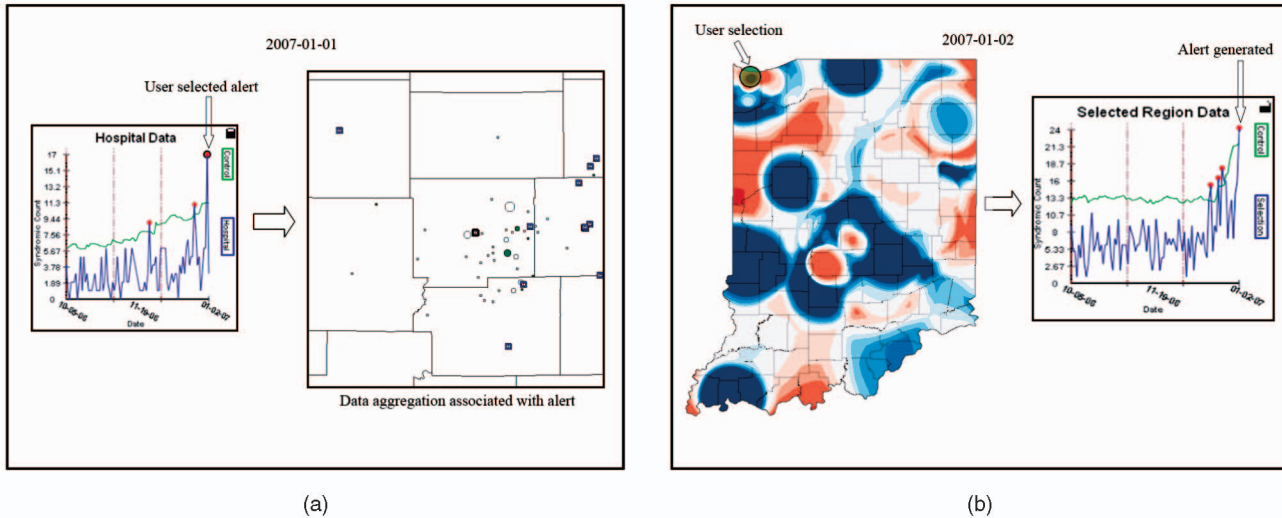 2007-01-01
User selected alert
Hospital Data
17
15.1
13.2
11.3
9.44
7.56
5.67
3.78
1.89
0
Syndromic Count
10-05-06
11-19-06
01-02-07
Date
Control
Hospital
Data aggregation associated with alert
(a)
User selection
2007-01-02
Alert generated
Selected Region Data
24
21.3
18.7
16
13.3
10.7
8
5.33
2.67
0
Syndromic Count
10-05-06
11-19-06
01-02-07
Date
Control
Selection
(b)